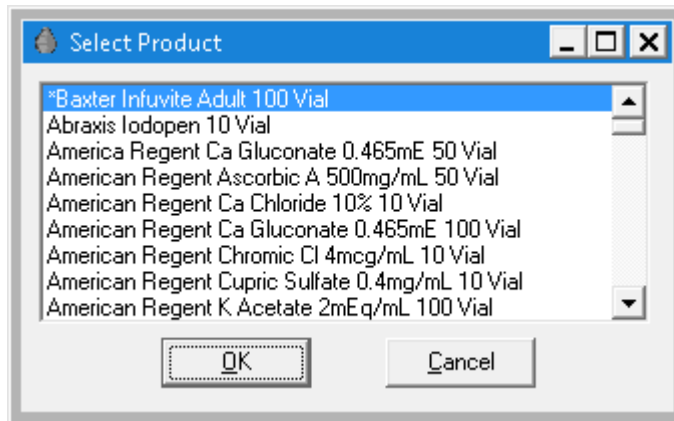 Select Product
*Baxter Infuvite Adult 100 Vial
Abraxis Iodopen 10 Vial
America Regent Ca Gluconate 0.465mE 50 Vial
American Regent Ascorbic A 500mg/mL 50 Vial
American Regent Ca Chloride 10% 10 Vial
American Regent Ca Gluconate 0.465mE 100 Vial
American Regent Chromic Cl 4mcg/mL 10 Vial
American Regent Cupric Sulfate 0.4mg/mL 10 Vial
American Regent K Acetate 2mEq/mL 100 Vial
OK Cancel